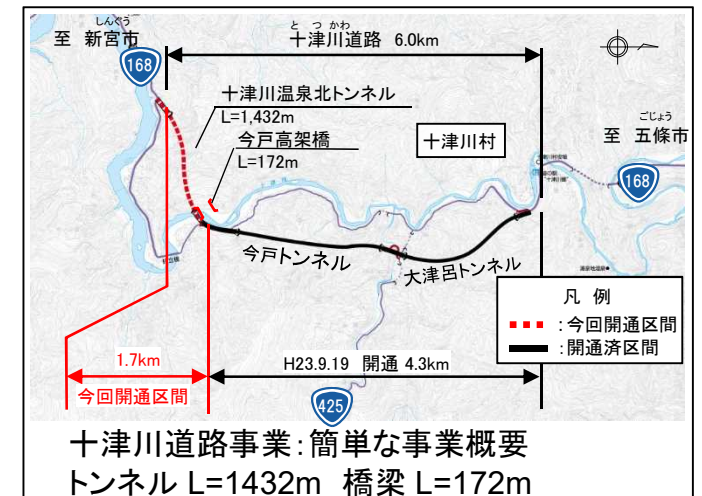 しんぐう
至 新宮市
168
とつかわ
十津川道路 6.0km
十津川温泉北トンネル
L=1,432m
今戸高架橋
L=172m
十津川村
ごじょう
至 五條市
168
今戸トンネル
大津呂トンネル
凡 例
:今回開通区間
:開通済区間
1.7km
今回開通区間
H23.9.19 開通 4.3km
425
十津川道路事業:簡単な事業概要
トンネル L=1432m 橋梁 L=172m